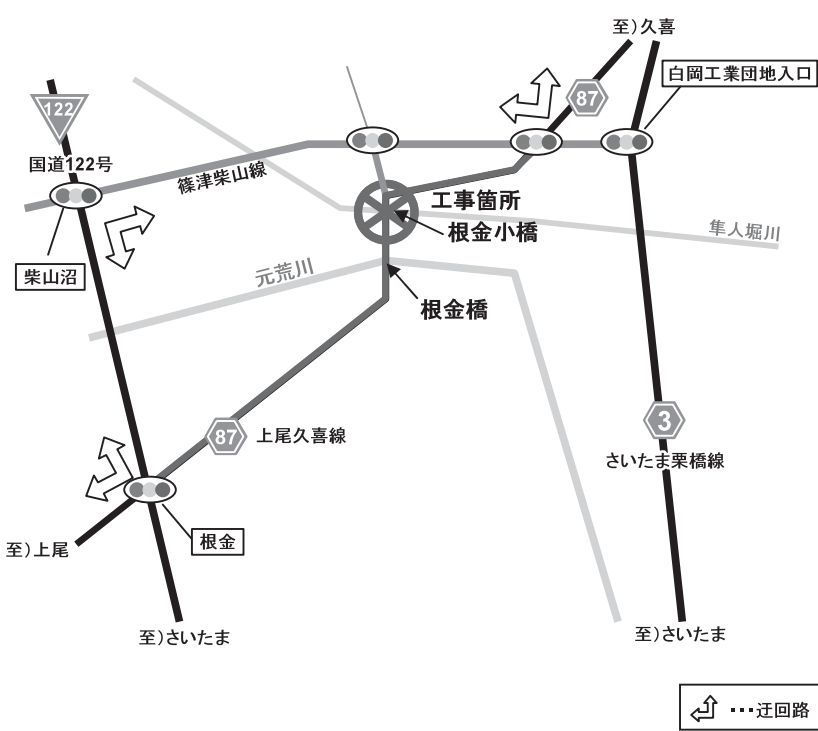 至）久喜
白岡工業団地入口
87
122
国道122号
篠津柴山線
工事箇所
根金小橋
隼人堀川
柴山沼
元荒川
根金橋
87
上尾久喜線
3
さいたま栗橋線
根金
至）上尾
至）さいたま
至）さいたま
…迂回路